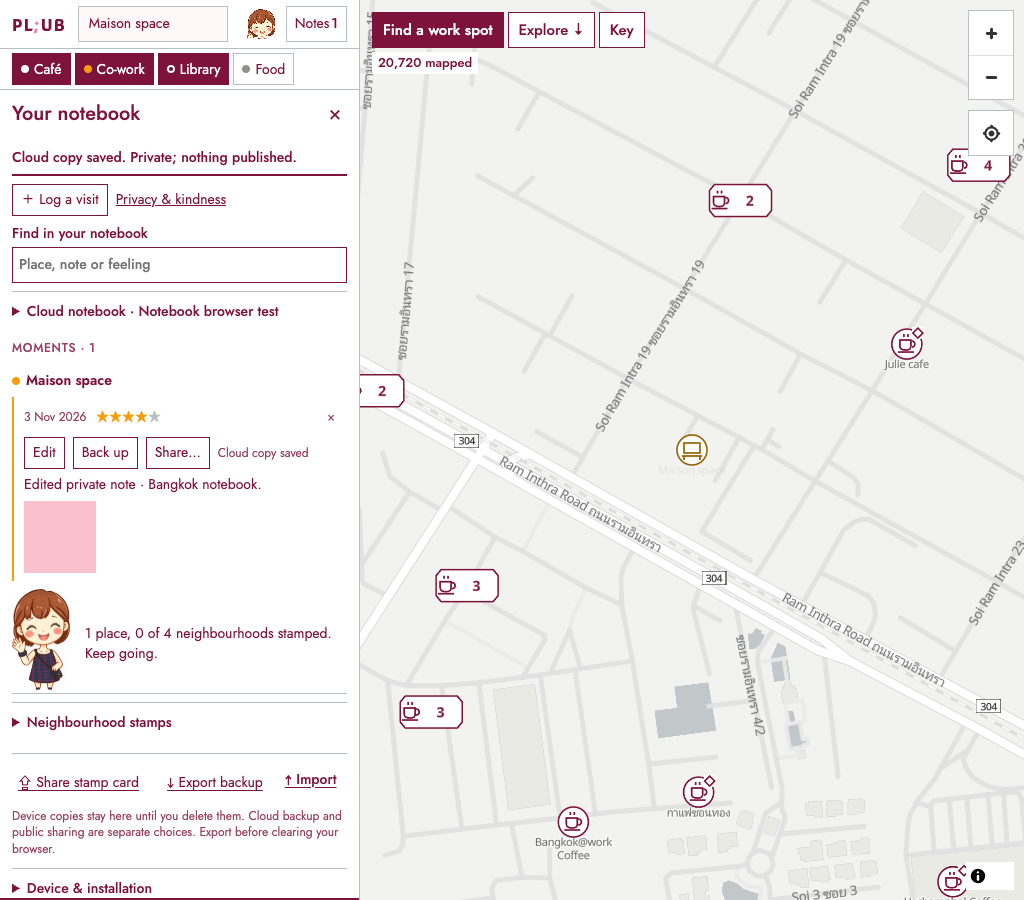 PL;UB
Maison space
Notes 1
Café
Co-work
Library
Food
Your notebook
×
Cloud copy saved. Private; nothing published.
+ Log a visit
Privacy & kindness
Find in your notebook
Place, note or feeling
▶ Cloud notebook · Notebook browser test
MOMENTS · 1
Maison space
3 Nov 2026 ★★★★★
×
Edit
Back up
Share…
Cloud copy saved
Edited private note · Bangkok notebook.
1 place, 0 of 4 neighbourhoods stamped.
Keep going.
▶ Neighbourhood stamps
Share stamp card
↓ Export backup
↑ Import
Device copies stay here until you delete them. Cloud backup and
public sharing are separate choices. Export before clearing your
browser.
▶ Device & installation
Find a work spot
Explore ↓
Key
20,720 mapped
+
−
Soi Ram Intra 19 ซอยราม
4
2
ซอยรามอินทรา 17
Soi Ram Intra 19 ซอยรามอินทรา 19
Julie cafe
2
304
Maison space
Ram Inthra Road ถนนรามอินทรา
304
3
Soi Ram Intra 23
Ram Inthra Road ถนนรามอินทรา
ซอยรามอินทรา 4/2
304
3
กาแฟซอนทอง
Bangkok@work
Coffee
Soi 3 ซอย 3